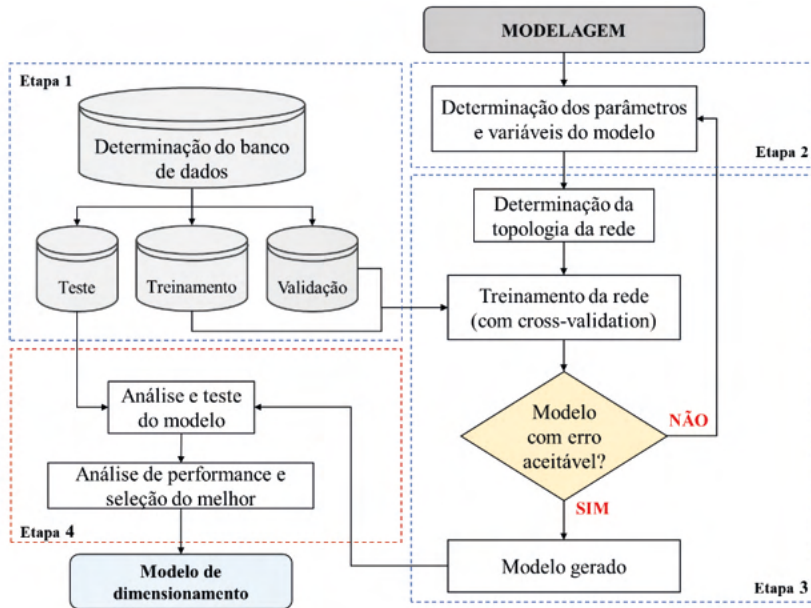 MODELAGEM
Etapa 1
Determinação do banco
de dados
Teste
Treinamento
Validação
Determinação dos parâmetros
e variáveis do modelo
Etapa 2
Determinação da
topologia da rede
Treinamento da rede
(com cross-validation)
Modelo
com erro
aceitável?
NÃO
SIM
Modelo gerado
Etapa 3
Análise e teste
do modelo
Análise de performance e
seleção do melhor
Etapa 4
Modelo de
dimensionamento